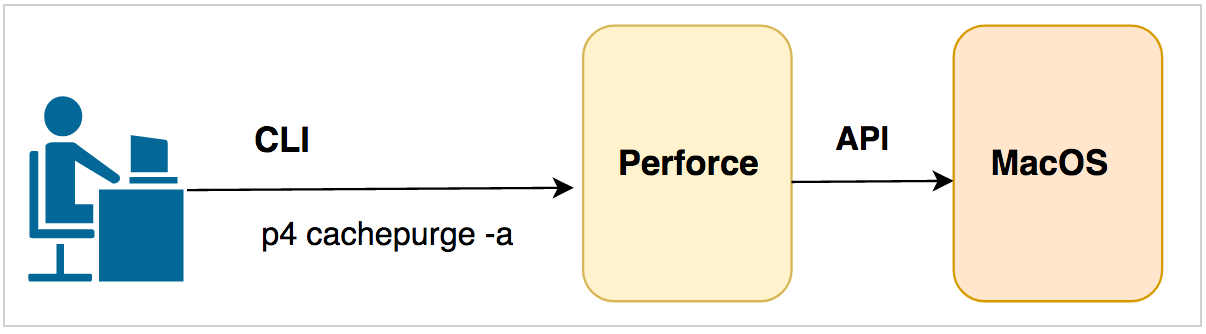 CLI
p4 cachepurge -a
Perforce
API
MacOS